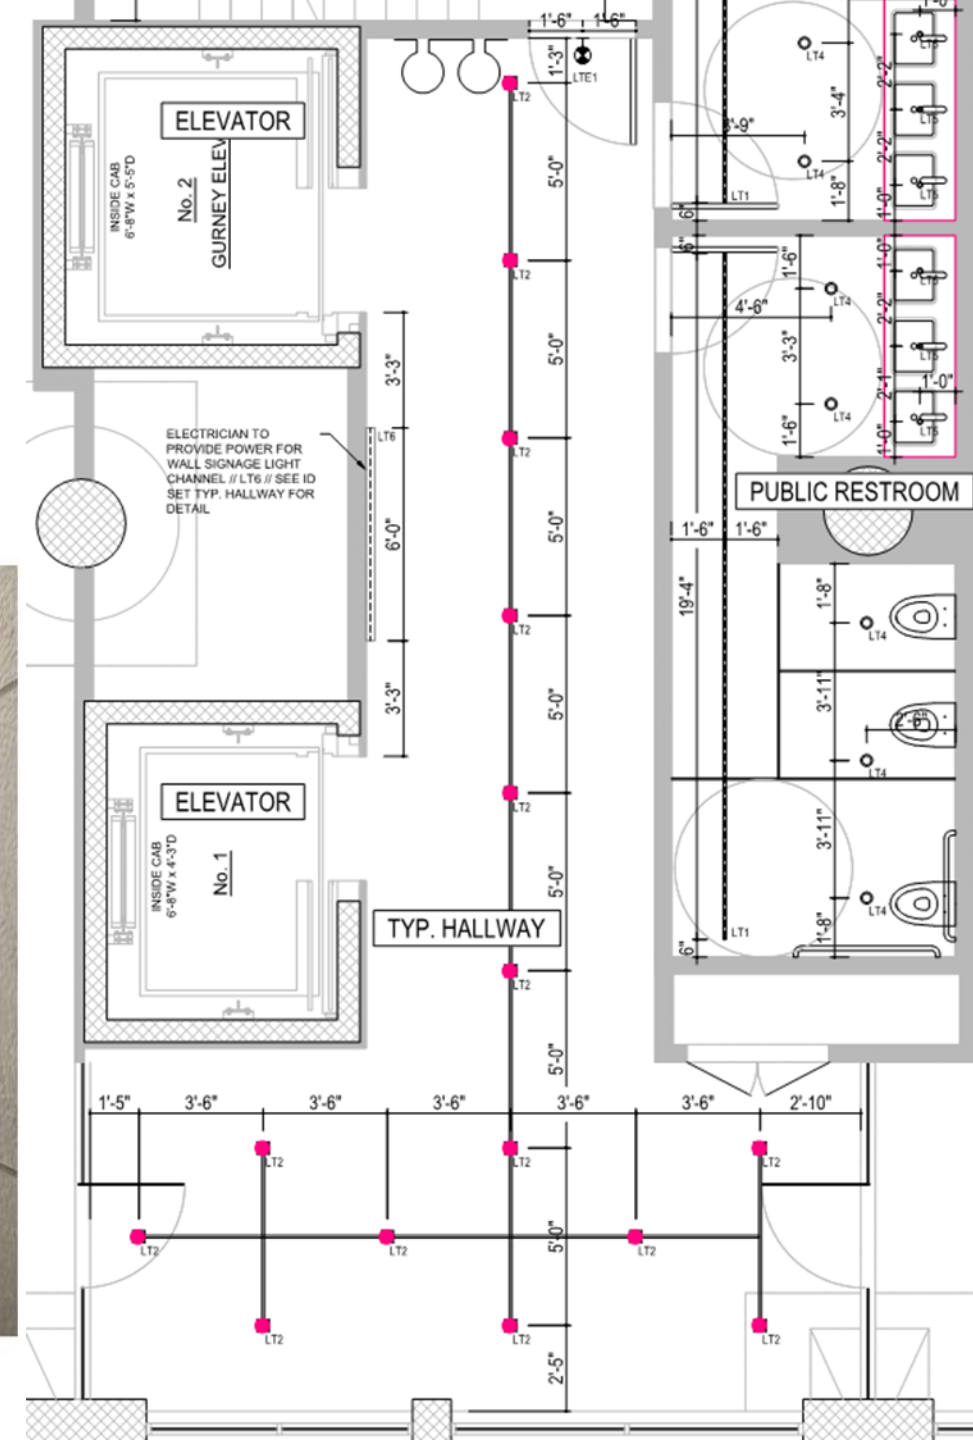 1'-6" 1'-6"
1'-3"
LTE1
LT2
ELEVATOR
No. 2
GURNEY ELEV
INSIDE CAB
6'-8"W x 5'-5"D
5'-0"
LT2
5'-0"
LT2
5'-0"
LT2
5'-0"
LT2
5'-0"
LT2
5'-0"
3'-3"
LT6
6'-0"
3'-3"
ELECTRICIAN TO
PROVIDE POWER FOR
WALL SIGNAGE LIGHT
CHANNEL // LT6 // SEE ID
SET TYP. HALLWAY FOR
DETAIL
ELEVATOR
No. 1
INSIDE CAB
6'-8"W x 4'-3"D
TYP. HALLWAY
1'-5" 3'-6" 3'-6" 3'-6" 3'-6" 3'-6" 2'-10"
LT2 LT2 LT2
5'-0"
LT2 LT2 LT2
LT2 LT2 LT2
2'-5"
LT4
3'-4"
LT4
1'-8"
LT1
6"
1'-0"
LT5
2'-2"
LT5
2'-2"
LT5
1'-0"
6"
1'-6"
LT4
4'-6"
3'-3"
LT4
1'-6"
1'-0"
LT5
2'-2"
LT5
2'-1"
1'-0"
LT5
1'-0"
PUBLIC RESTROOM
1'-6" 1'-6"
19'-4"
1'-8"
LT4
3'-11"
2'-6"
LT4
3'-11"
LT4
1'-8"
LT1
6"